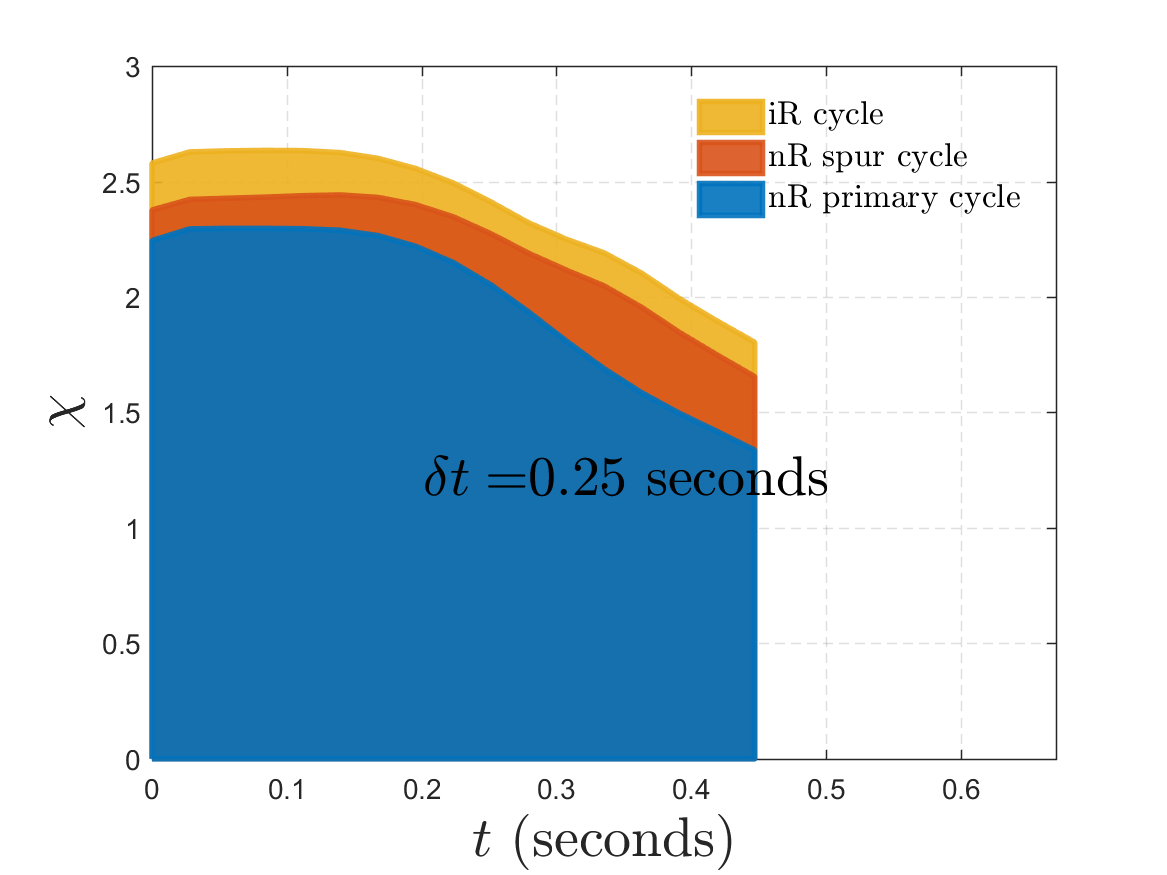 3
2.5
2
1.5
1
0.5
0
χ
iR cycle
nR spur cycle
nR primary cycle
δt =0.25 seconds
0 0.1 0.2 0.3 0.4 0.5 0.6
t (seconds)